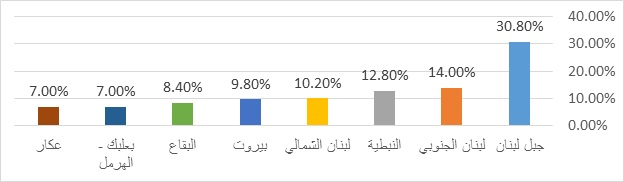 40.00%
30.00%
20.00%
10.00%
0.00%
30.80%
14.00%
12.80%
10.20%
9.80%
8.40%
7.00%
7.00%
جبل لبنان
لبنان الجنوبي
النبطية
لبنان الشمالي
بيروت
البقاع
بعلبك -
الهرمل
عكار